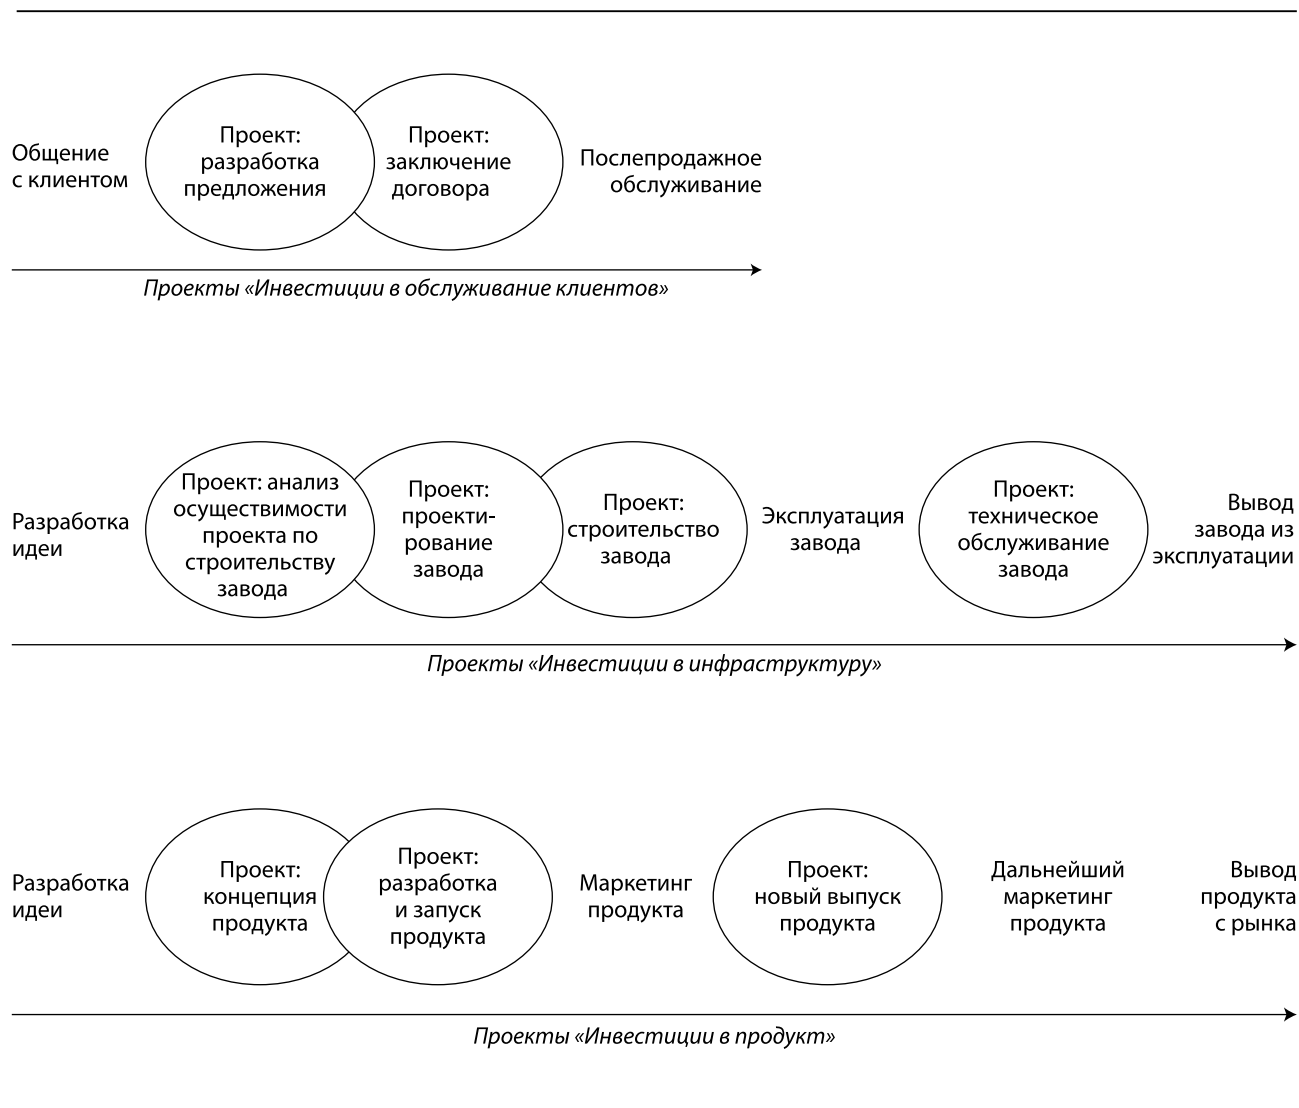 Общение
с клиентом
Проект:
разработка
предложения
Проект:
заключение
договора
Послепродажное
обслуживание
Проекты «Инвестиции в обслуживание клиентов»
Разработка
идеи
Проект: анализ
осуществимости
проекта по
строительству
завода
Проект:
проекти-
рование
завода
Проект:
строительство
завода
Эксплуатация
завода
Проект:
техническое
обслуживание
завода
Вывод
завода из
эксплуатации
Проекты «Инвестиции в инфраструктуру»
Разработка
идеи
Проект:
концепция
продукта
Проект:
разработка
и запуск
продукта
Маркетинг
продукта
Проект:
новый выпуск
продукта
Дальнейший
маркетинг
продукта
Вывод
продукта
с рынка
Проекты «Инвестиции в продукт»